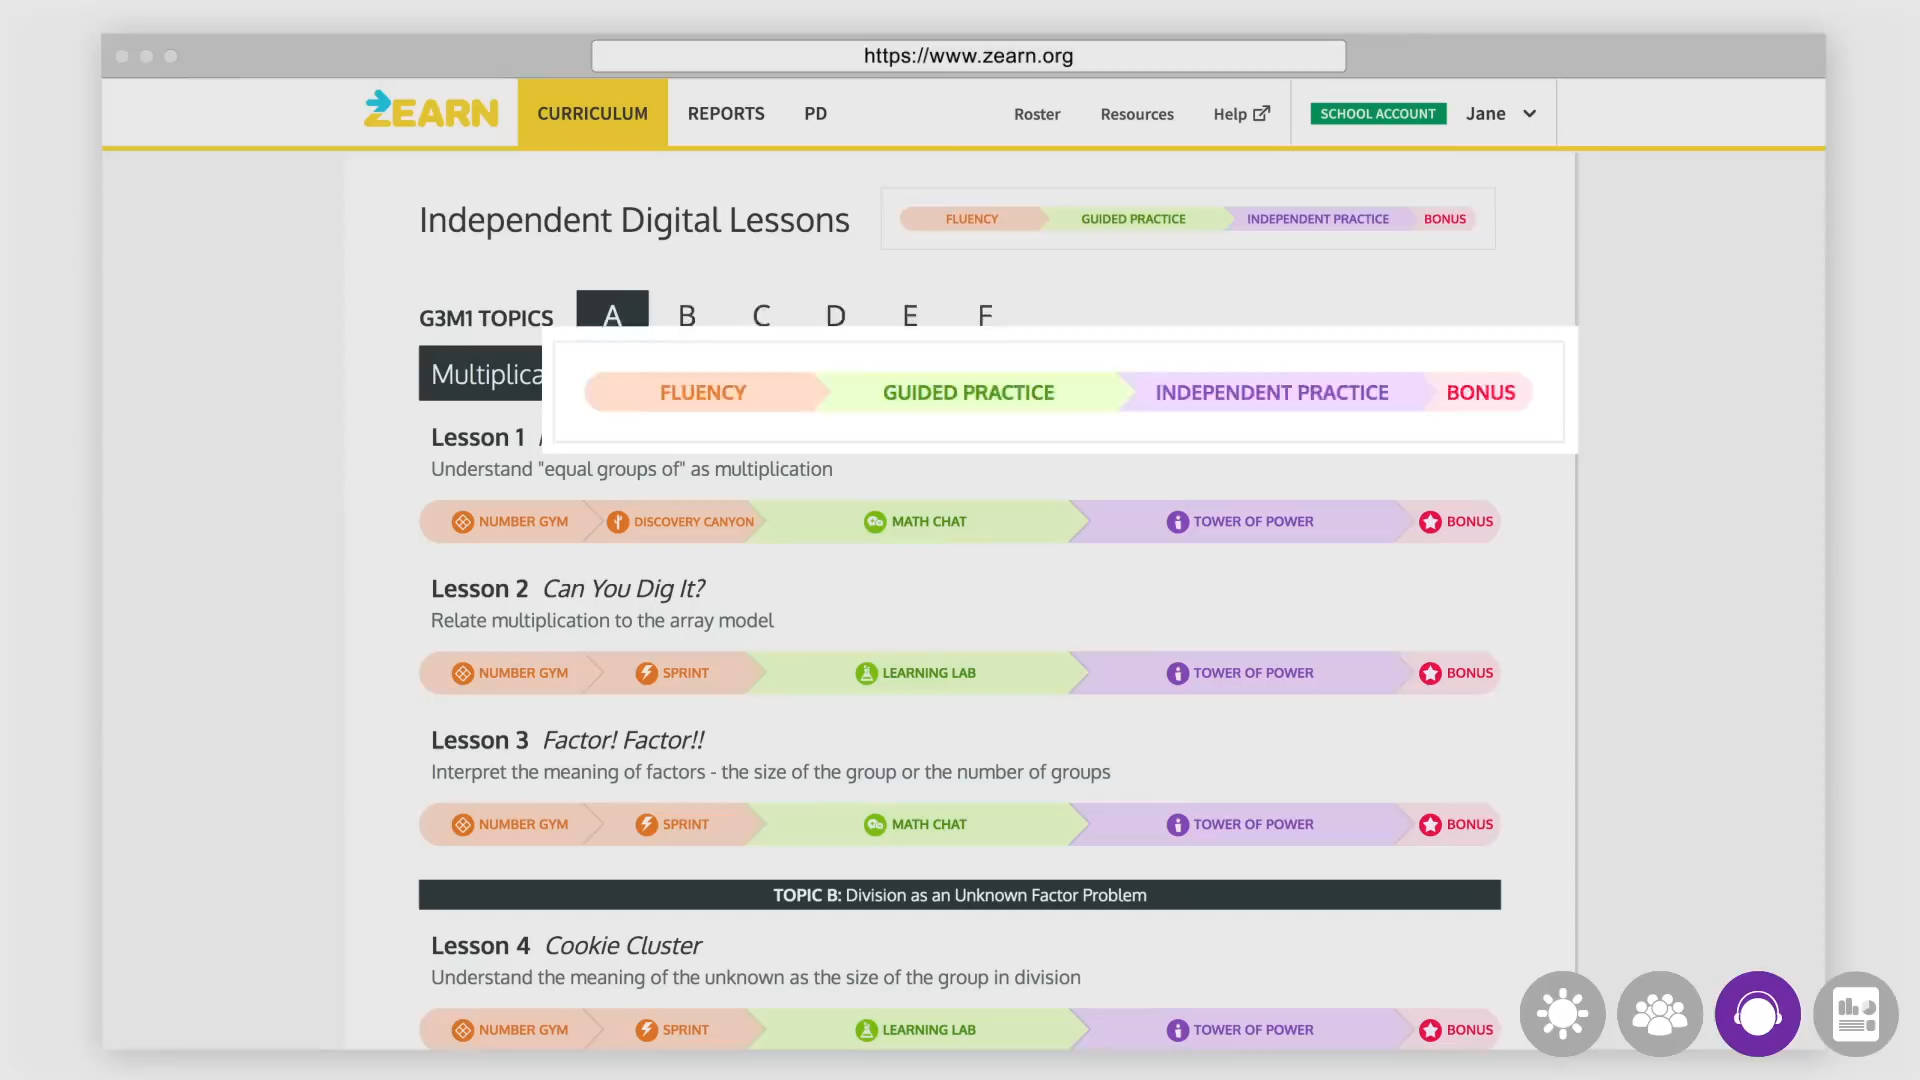 https://www.zearn.org
ZEARN CURRICULUM REPORTS PD Roster Resources Help SCHOOL ACCOUNT Jane
Independent Digital Lessons
FLUENCY GUIDED PRACTICE INDEPENDENT PRACTICE BONUS
G3M1 TOPICS A B C D E F
FLUENCY GUIDED PRACTICE INDEPENDENT PRACTICE BONUS
Lesson 1
Understand "equal groups of" as multiplication
NUMBER GYM DISCOVERY CANYON MATH CHAT TOWER OF POWER BONUS
Lesson 2 Can You Dig It?
Relate multiplication to the array model
NUMBER GYM SPRINT LEARNING LAB TOWER OF POWER BONUS
Lesson 3 Factor! Factor!!
Interpret the meaning of factors - the size of the group or the number of groups
NUMBER GYM SPRINT MATH CHAT TOWER OF POWER BONUS
TOPIC B: Division as an Unknown Factor Problem
Lesson 4 Cookie Cluster
Understand the meaning of the unknown as the size of the group in division
NUMBER GYM SPRINT LEARNING LAB TOWER OF POWER BONUS